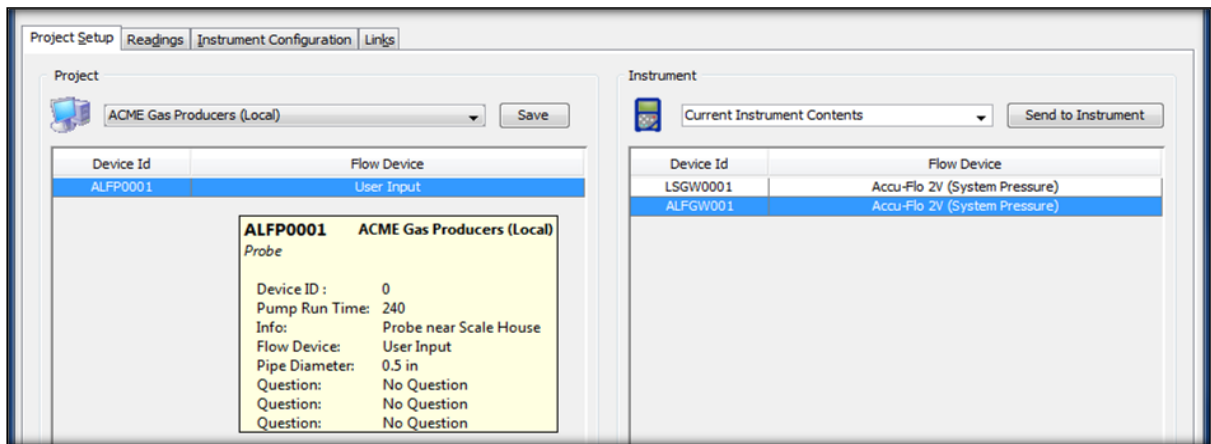 Project Setup Readings Instrument Configuration Links
Project
ACME Gas Producers (Local) Save
Device Id Flow Device
ALFP0001 User Input
ALFP0001 ACME Gas Producers (Local)
Probe
Device ID : 0
Pump Run Time: 240
Info: Probe near Scale House
Flow Device: User Input
Pipe Diameter: 0.5 in
Question: No Question
Question: No Question
Question: No Question
Instrument
Current Instrument Contents Send to Instrument
Device Id Flow Device
LSGW0001 Accu-Flo 2V (System Pressure)
ALFGW001 Accu-Flo 2V (System Pressure)